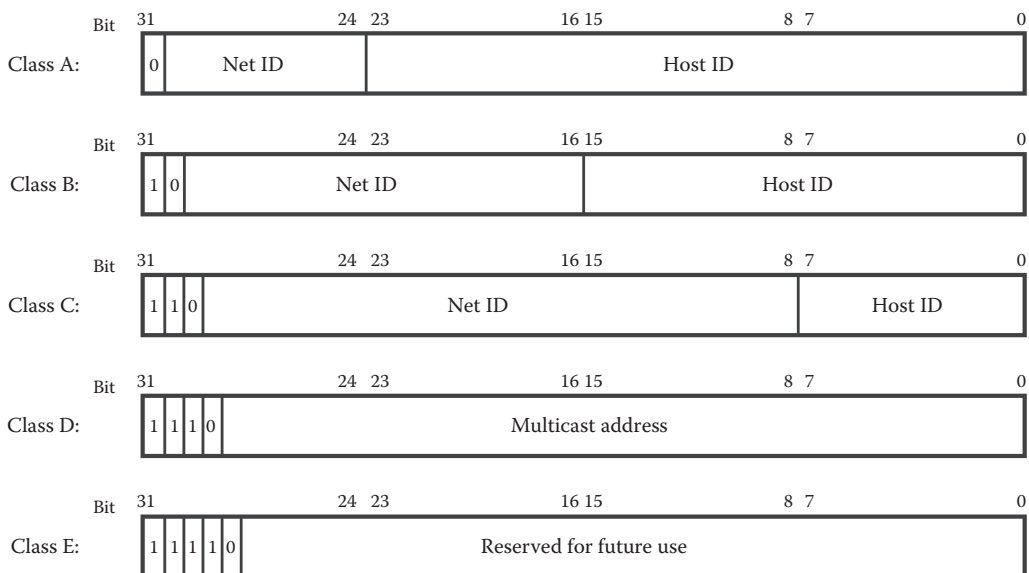 Bit 31 24 23 16 15 8 7 0
Class A: 0 Net ID Host ID
Bit 31 24 23 16 15 8 7 0
Class B: 1 0 Net ID Host ID
Bit 31 24 23 16 15 8 7 0
Class C: 1 1 0 Net ID Host ID
Bit 31 24 23 16 15 8 7 0
Class D: 1 1 1 0 Multicast address
Bit 31 24 23 16 15 8 7 0
Class E: 1 1 1 1 0 Reserved for future use